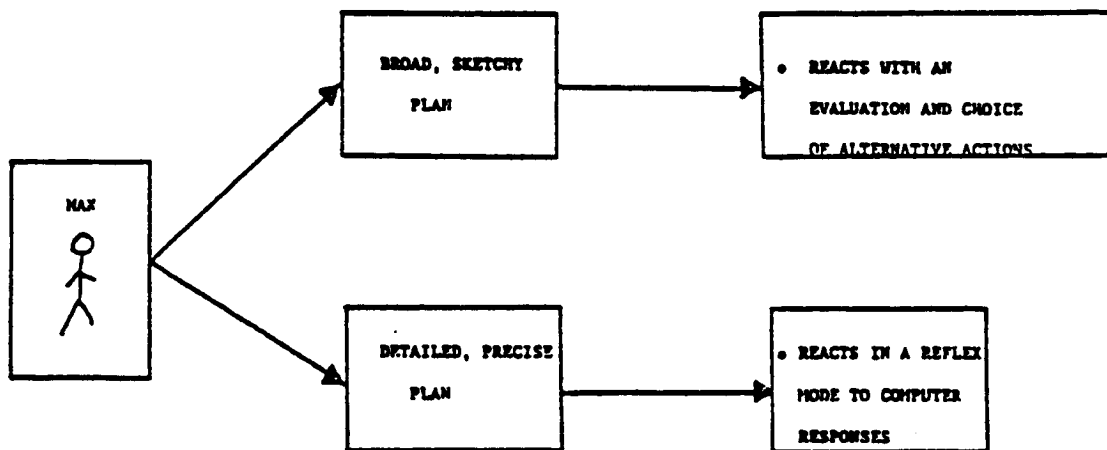 BROAD, SKETCHY
PLAN
• REACTS WITH AN
EVALUATION AND CHOICE
OF ALTERNATIVE ACTIONS
MAX
DETAILED, PRECISE
PLAN
• REACTS IN A REFLEX
MODE TO COMPUTER
RESPONSES